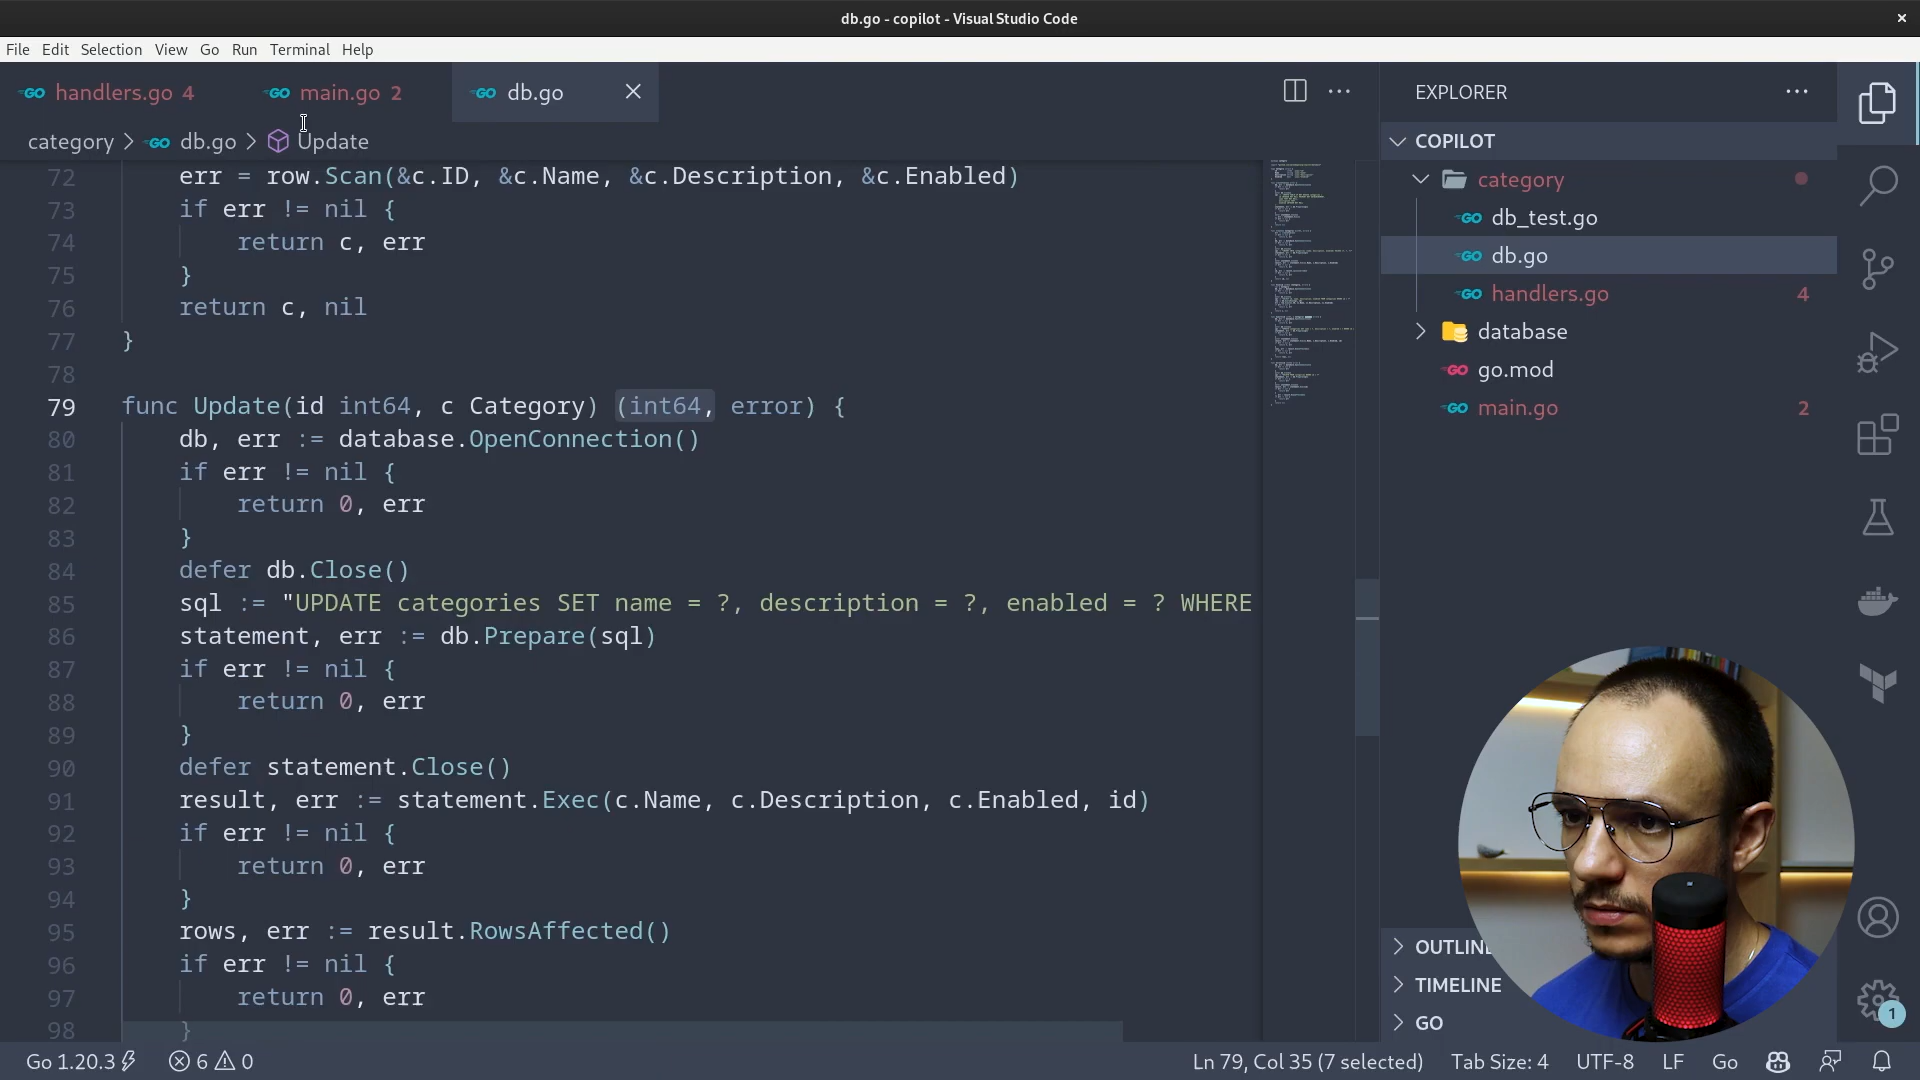 db.go - copilot - Visual Studio Code
File Edit Selection View Go Run Terminal Help
handlers.go 4
main.go 2
db.go
category > db.go > Update
72 err = row.Scan(&c.ID, &c.Name, &c.Description, &c.Enabled)
73 if err != nil {
74 return c, err
75 }
76 return c, nil
77 }
78
79 func Update(id int64, c Category) (int64, error) {
80 db, err := database.OpenConnection()
81 if err != nil {
82 return 0, err
83 }
84 defer db.Close()
85 sql := "UPDATE categories SET name = ?, description = ?, enabled = ? WHERE
86 statement, err := db.Prepare(sql)
87 if err != nil {
88 return 0, err
89 }
90 defer statement.Close()
91 result, err := statement.Exec(c.Name, c.Description, c.Enabled, id)
92 if err != nil {
93 return 0, err
94 }
95 rows, err := result.RowsAffected()
96 if err != nil {
97 return 0, err
98 }
EXPLORER
COPILOT
category
db_test.go
db.go
handlers.go 4
database
go.mod
main.go 2
OUTLINE
TIMELINE
GO
1
Go 1.20.3 6 0 Ln 79, Col 35 (7 selected) Tab Size: 4 UTF-8 LF Go